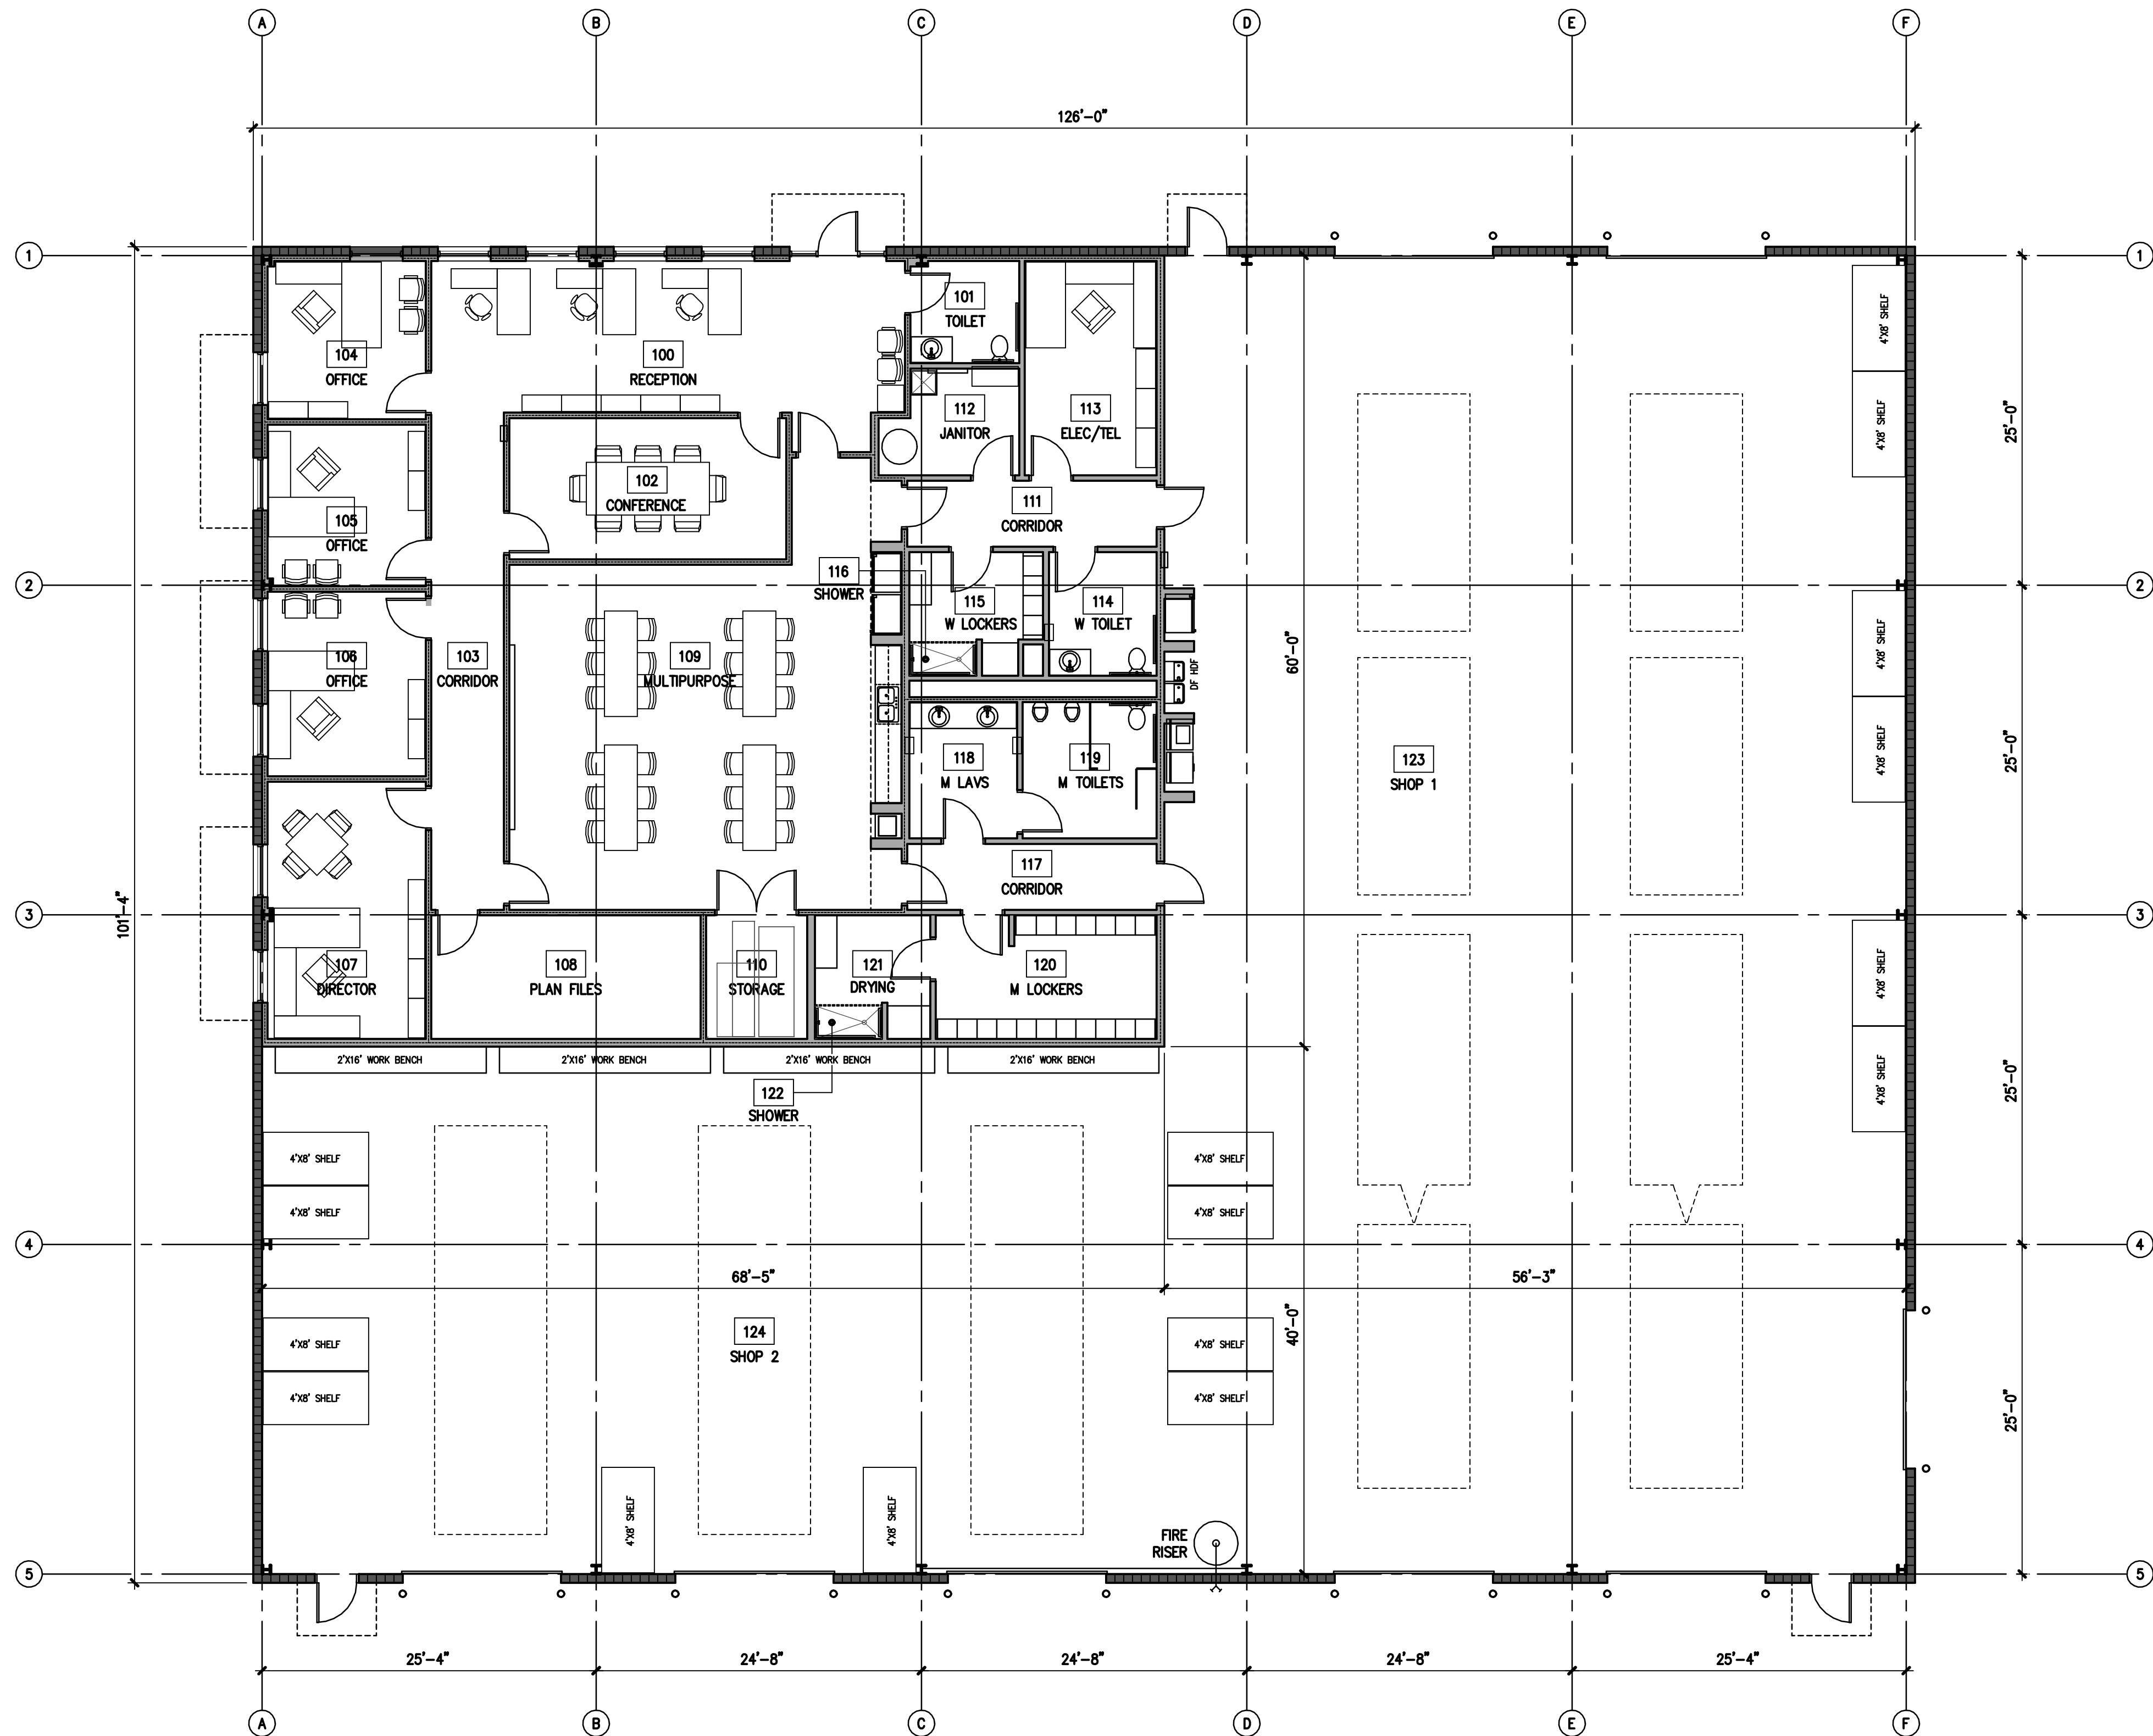 A B C D E F
126'-0"
1 1
101
TOILET
104
OFFICE
100
RECEPTION
112
JANITOR
113
ELEC/TEL
4'X8' SHELF
4'X8' SHELF
25'-0"
102
CONFERENCE
105
OFFICE
111
CORRIDOR
2 2
116
SHOWER
115
W LOCKERS
114
W TOILET
106
OFFICE
103
CORRIDOR
109
MULTIPURPOSE
DF HDF
60'-0"
4'X8' SHELF
4'X8' SHELF
25'-0"
118
M LAVS
119
M TOILETS
123
SHOP 1
117
CORRIDOR
101'-4"
3 3
107
DIRECTOR
108
PLAN FILES
110
STORAGE
121
DRYING
120
M LOCKERS
4'X8' SHELF
4'X8' SHELF
25'-0"
2'X16' WORK BENCH
2'X16' WORK BENCH
2'X16' WORK BENCH
2'X16' WORK BENCH
122
SHOWER
4'X8' SHELF
4'X8' SHELF
4'X8' SHELF
4'X8' SHELF
4 4
68'-5"
56'-3"
40'-0"
124
SHOP 2
4'X8' SHELF
4'X8' SHELF
4'X8' SHELF
4'X8' SHELF
25'-0"
4'X8' SHELF
4'X8' SHELF
FIRE
RISER
5 5
25'-4" 24'-8" 24'-8" 24'-8" 25'-4"
A B C D E F